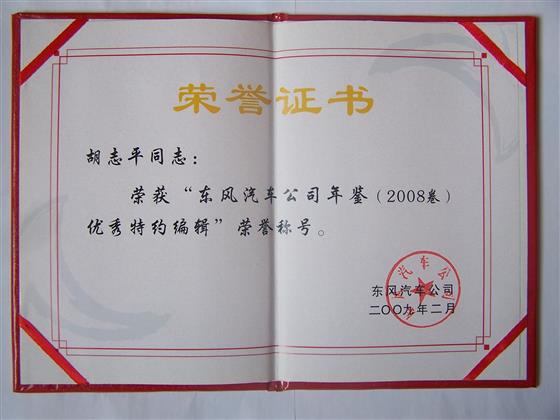 荣誉证书
胡志平同志：
荣获“东风汽车公司年鉴（2008卷）
优秀特约编辑”荣誉称号。
东风汽车公司
二〇〇九年二月